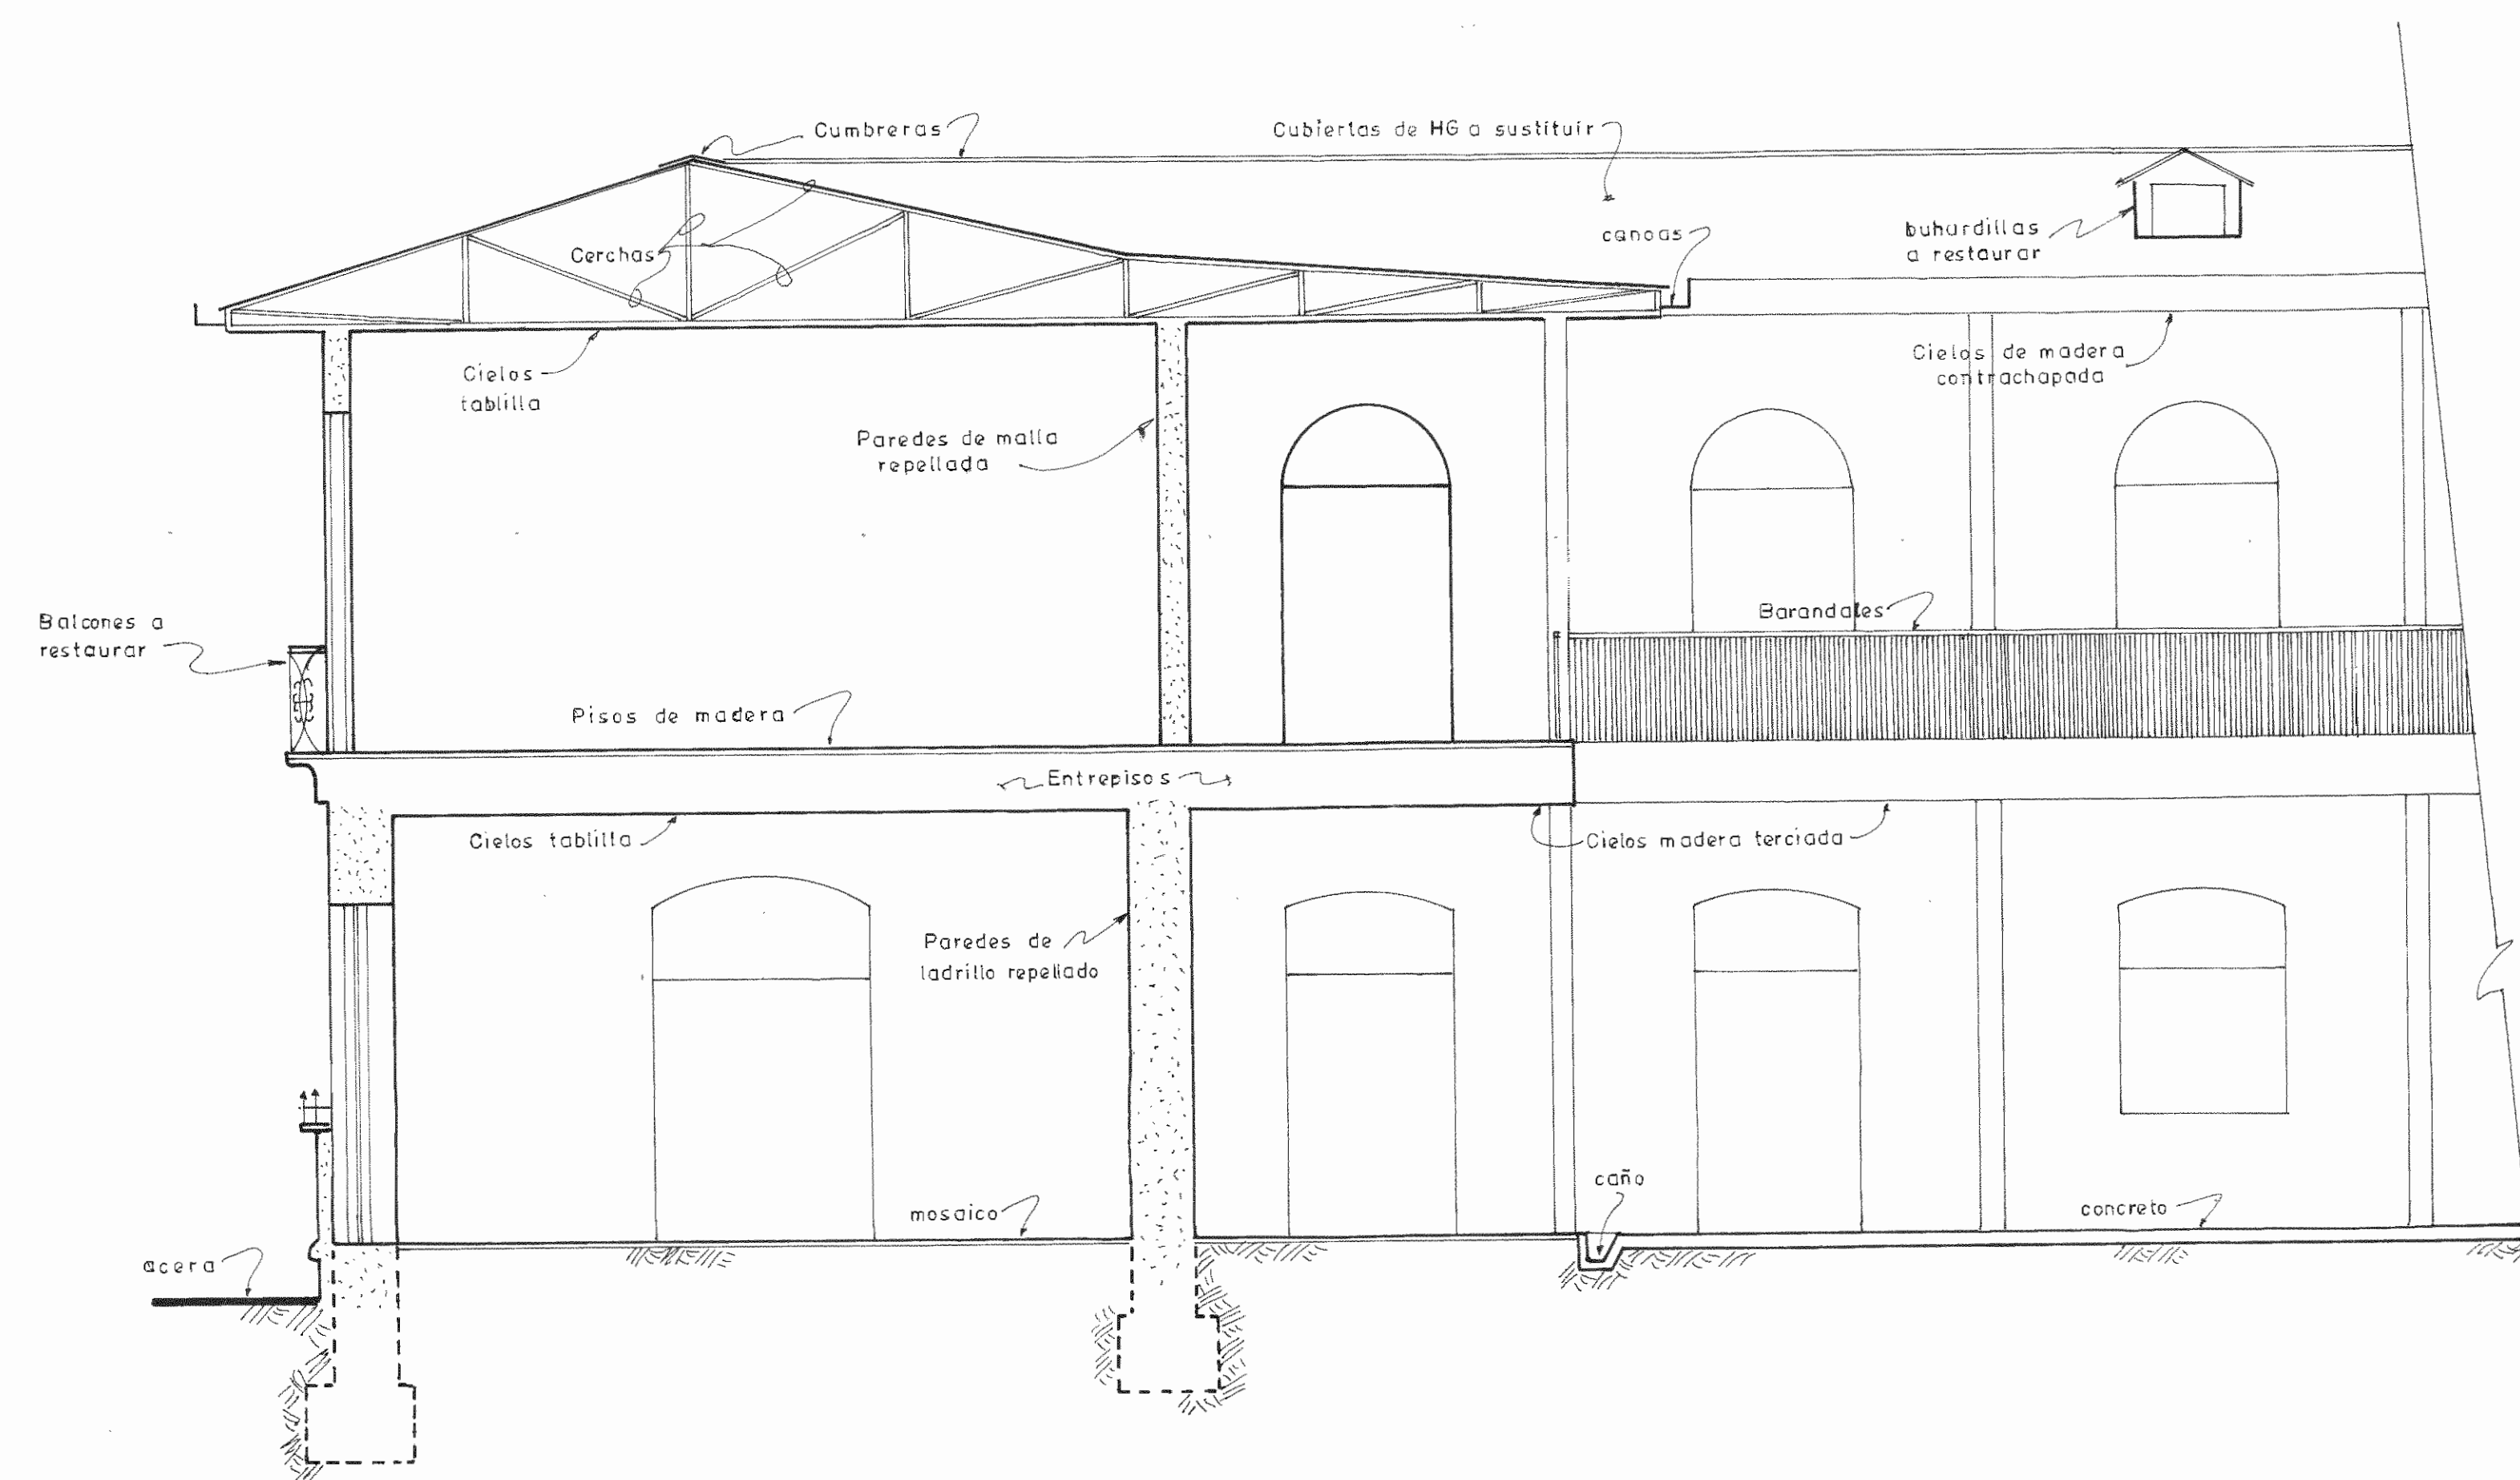 Cumbreras
Cubiertas de HG a sustituir
canoas
buhardillas
a restaurar
Cerchas
Cielos
tablilla
Cielos de madera
contrachapada
Paredes de malla
repellada
Balcones a
restaurar
Barandales
Pisos de madera
Entrepisos
Cielos tablilla
Cielos madera terciada
Paredes de
ladrillo repellado
caño
mosaico
concreto
acera